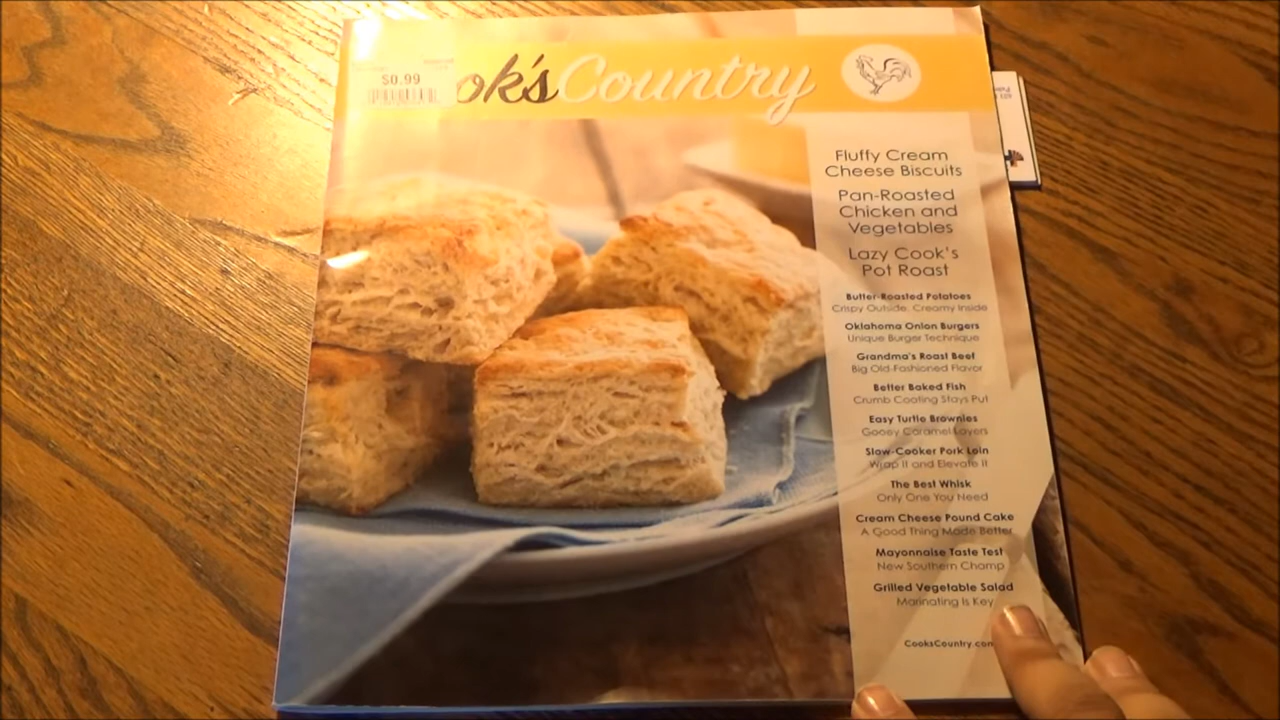 $0.99
ok's Country
Fluffy Cream
Cheese Biscuits
Pan-Roasted
Chicken and
Vegetables
Lazy Cook's
Pot Roast
Butter-Roasted Potatoes
Crispy Outside, Creamy Inside
Oklahoma Onion Burgers
Unique Burger Technique
Grandma's Roast Beef
Big Old-Fashioned Flavor
Better Baked Fish
Crumb Coating Stays Put
Easy Turtle Brownies
Gooey Caramel Layers
Slow-Cooker Pork Loin
Wrap It and Elevate It
The Best Whisk
Only One You Need
Cream Cheese Pound Cake
A Good Thing Made Better
Mayonnaise Taste Test
New Southern Champ
Grilled Vegetable Salad
Marinating Is Key
CooksCountry.com